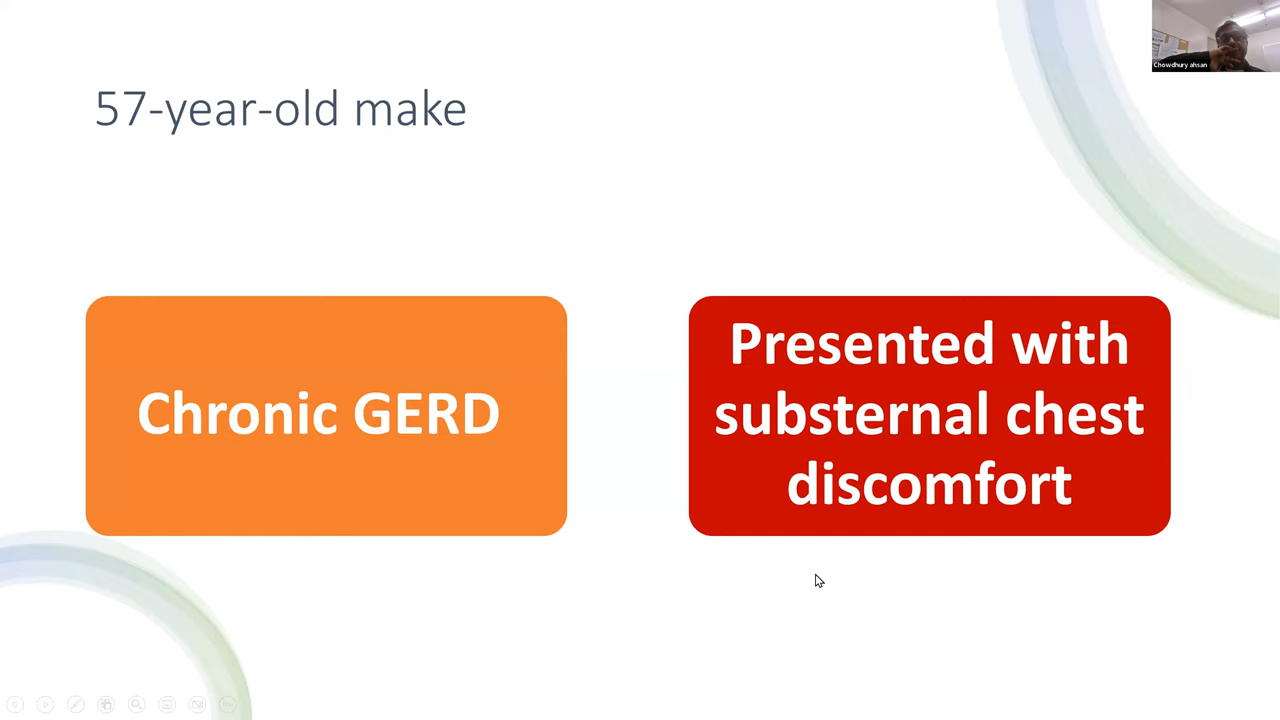 Chowdhury ahsan
57-year-old make
Chronic GERD
Presented with
substernal chest
discomfort